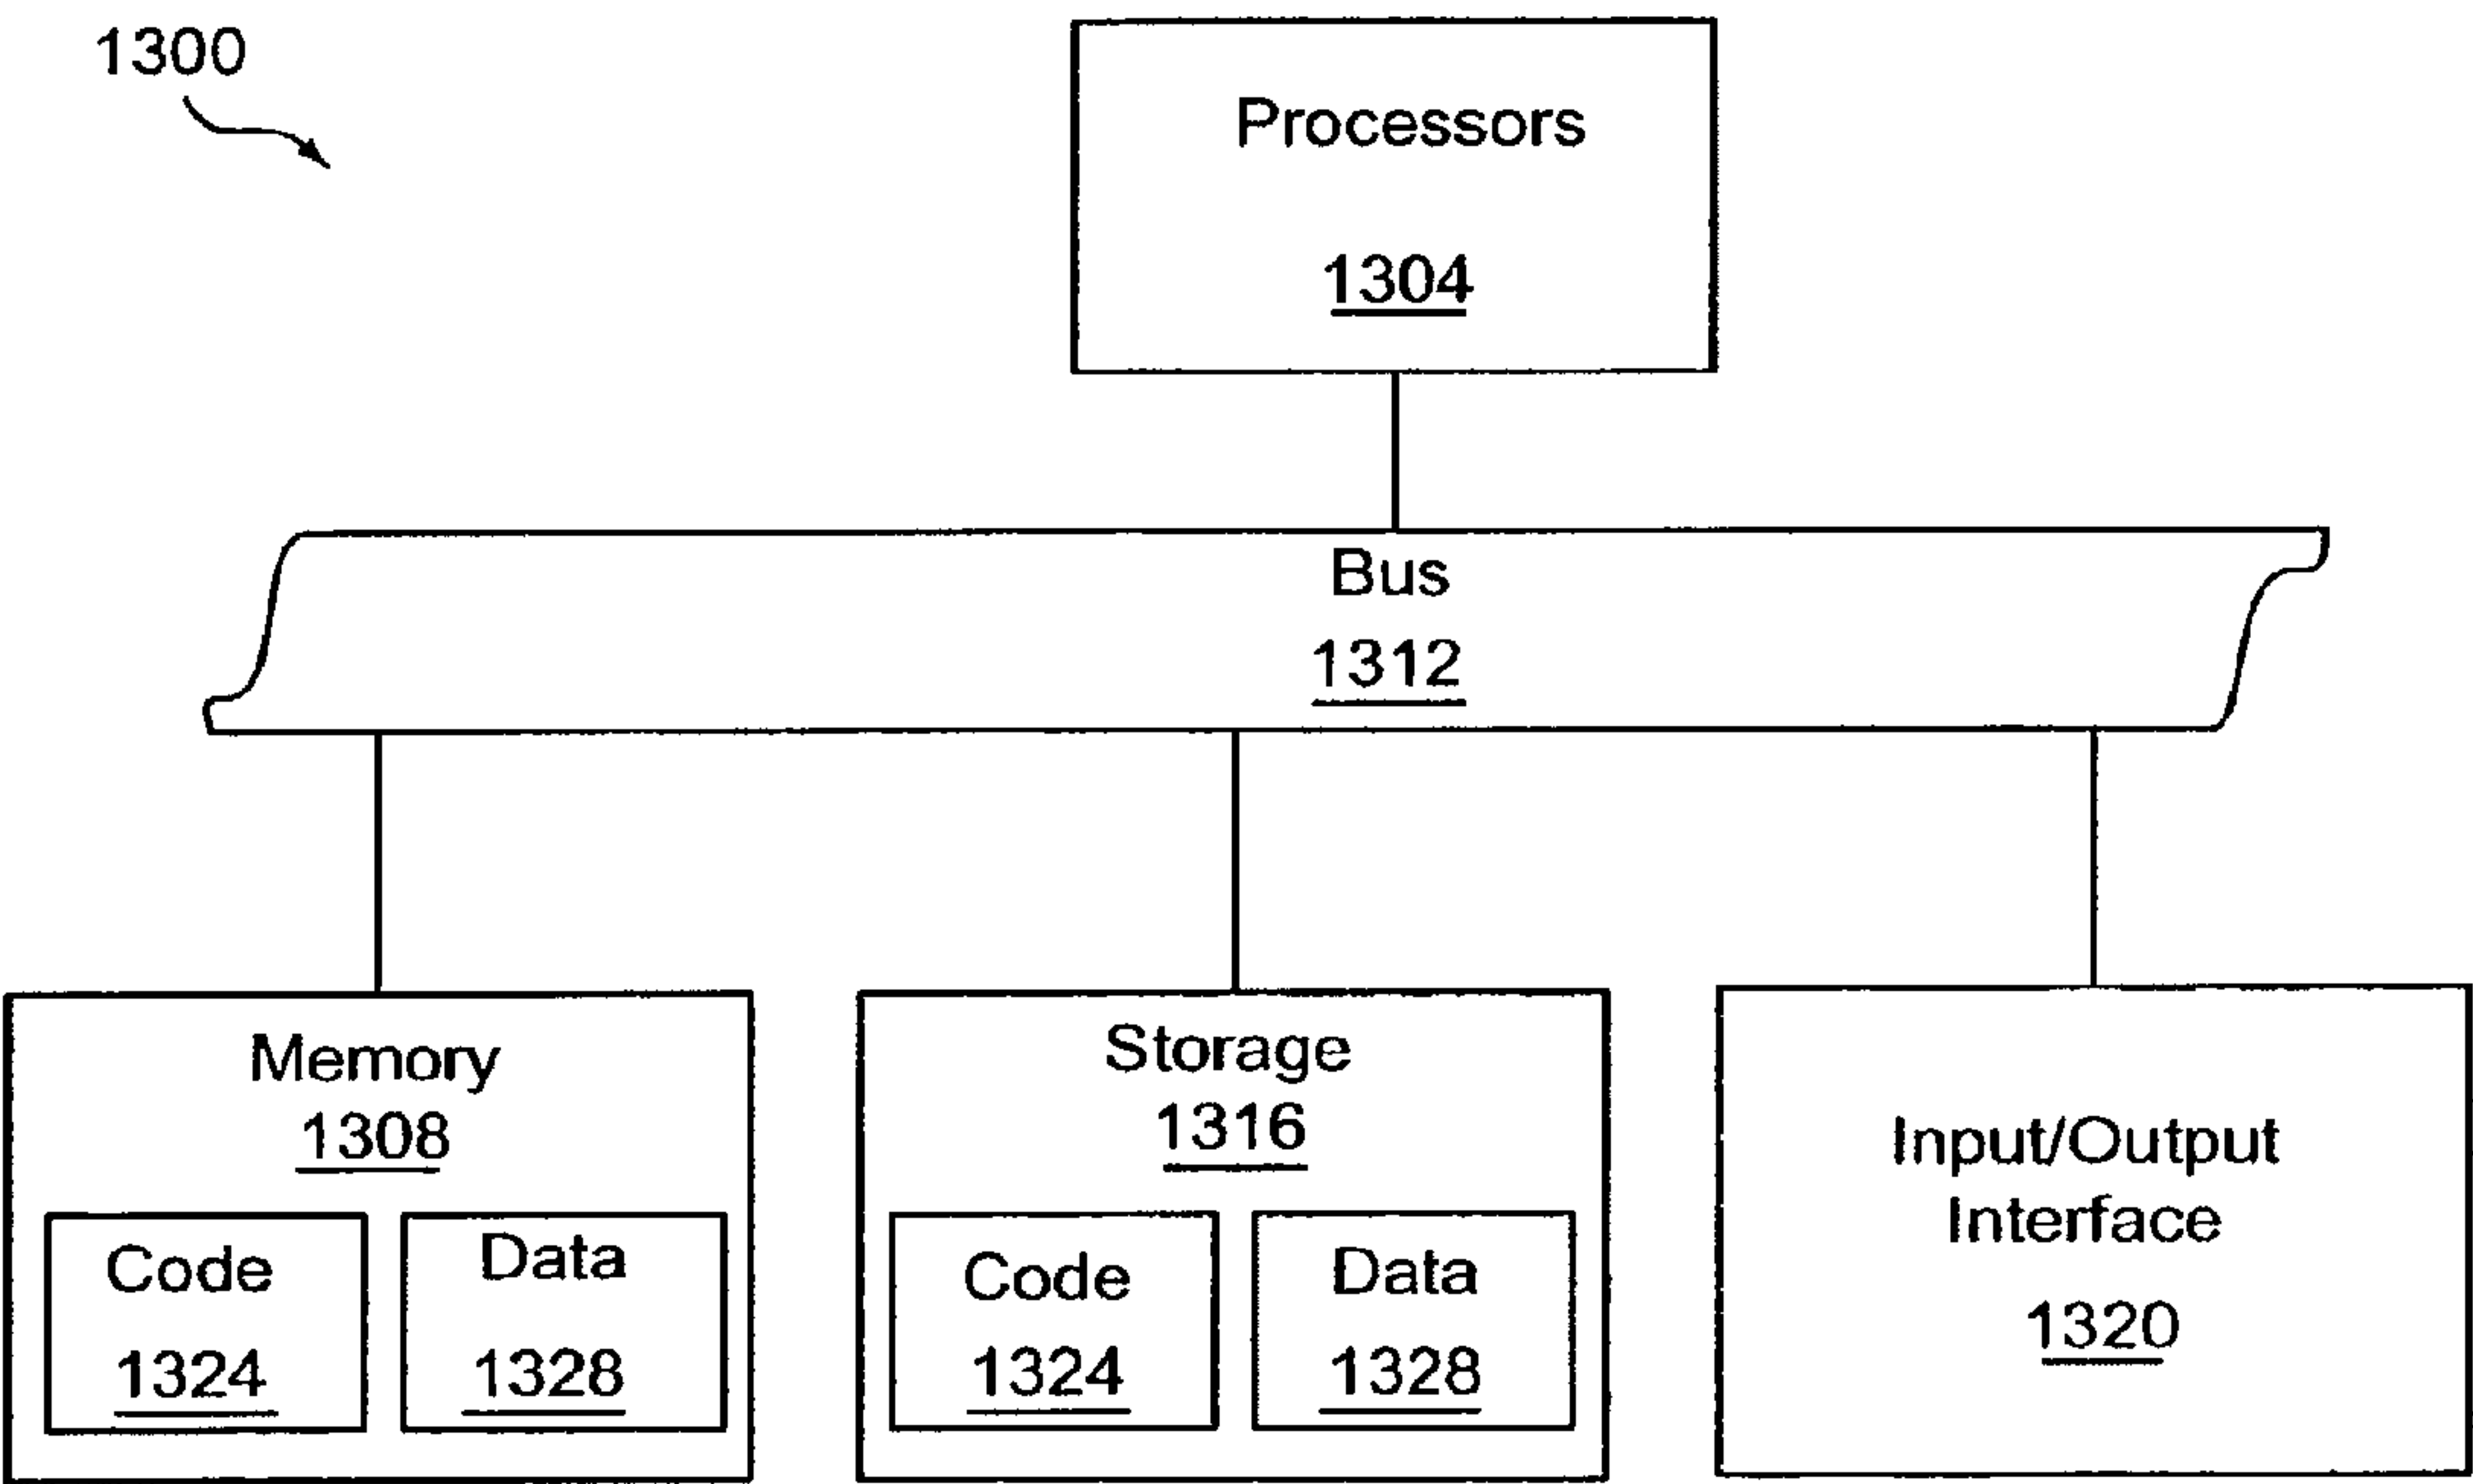 1300
Processors
1304
Bus
1312
Memory
1308
Code
1324
Data
1328
Storage
1316
Code
1324
Data
1328
Input/Output
Interface
1320